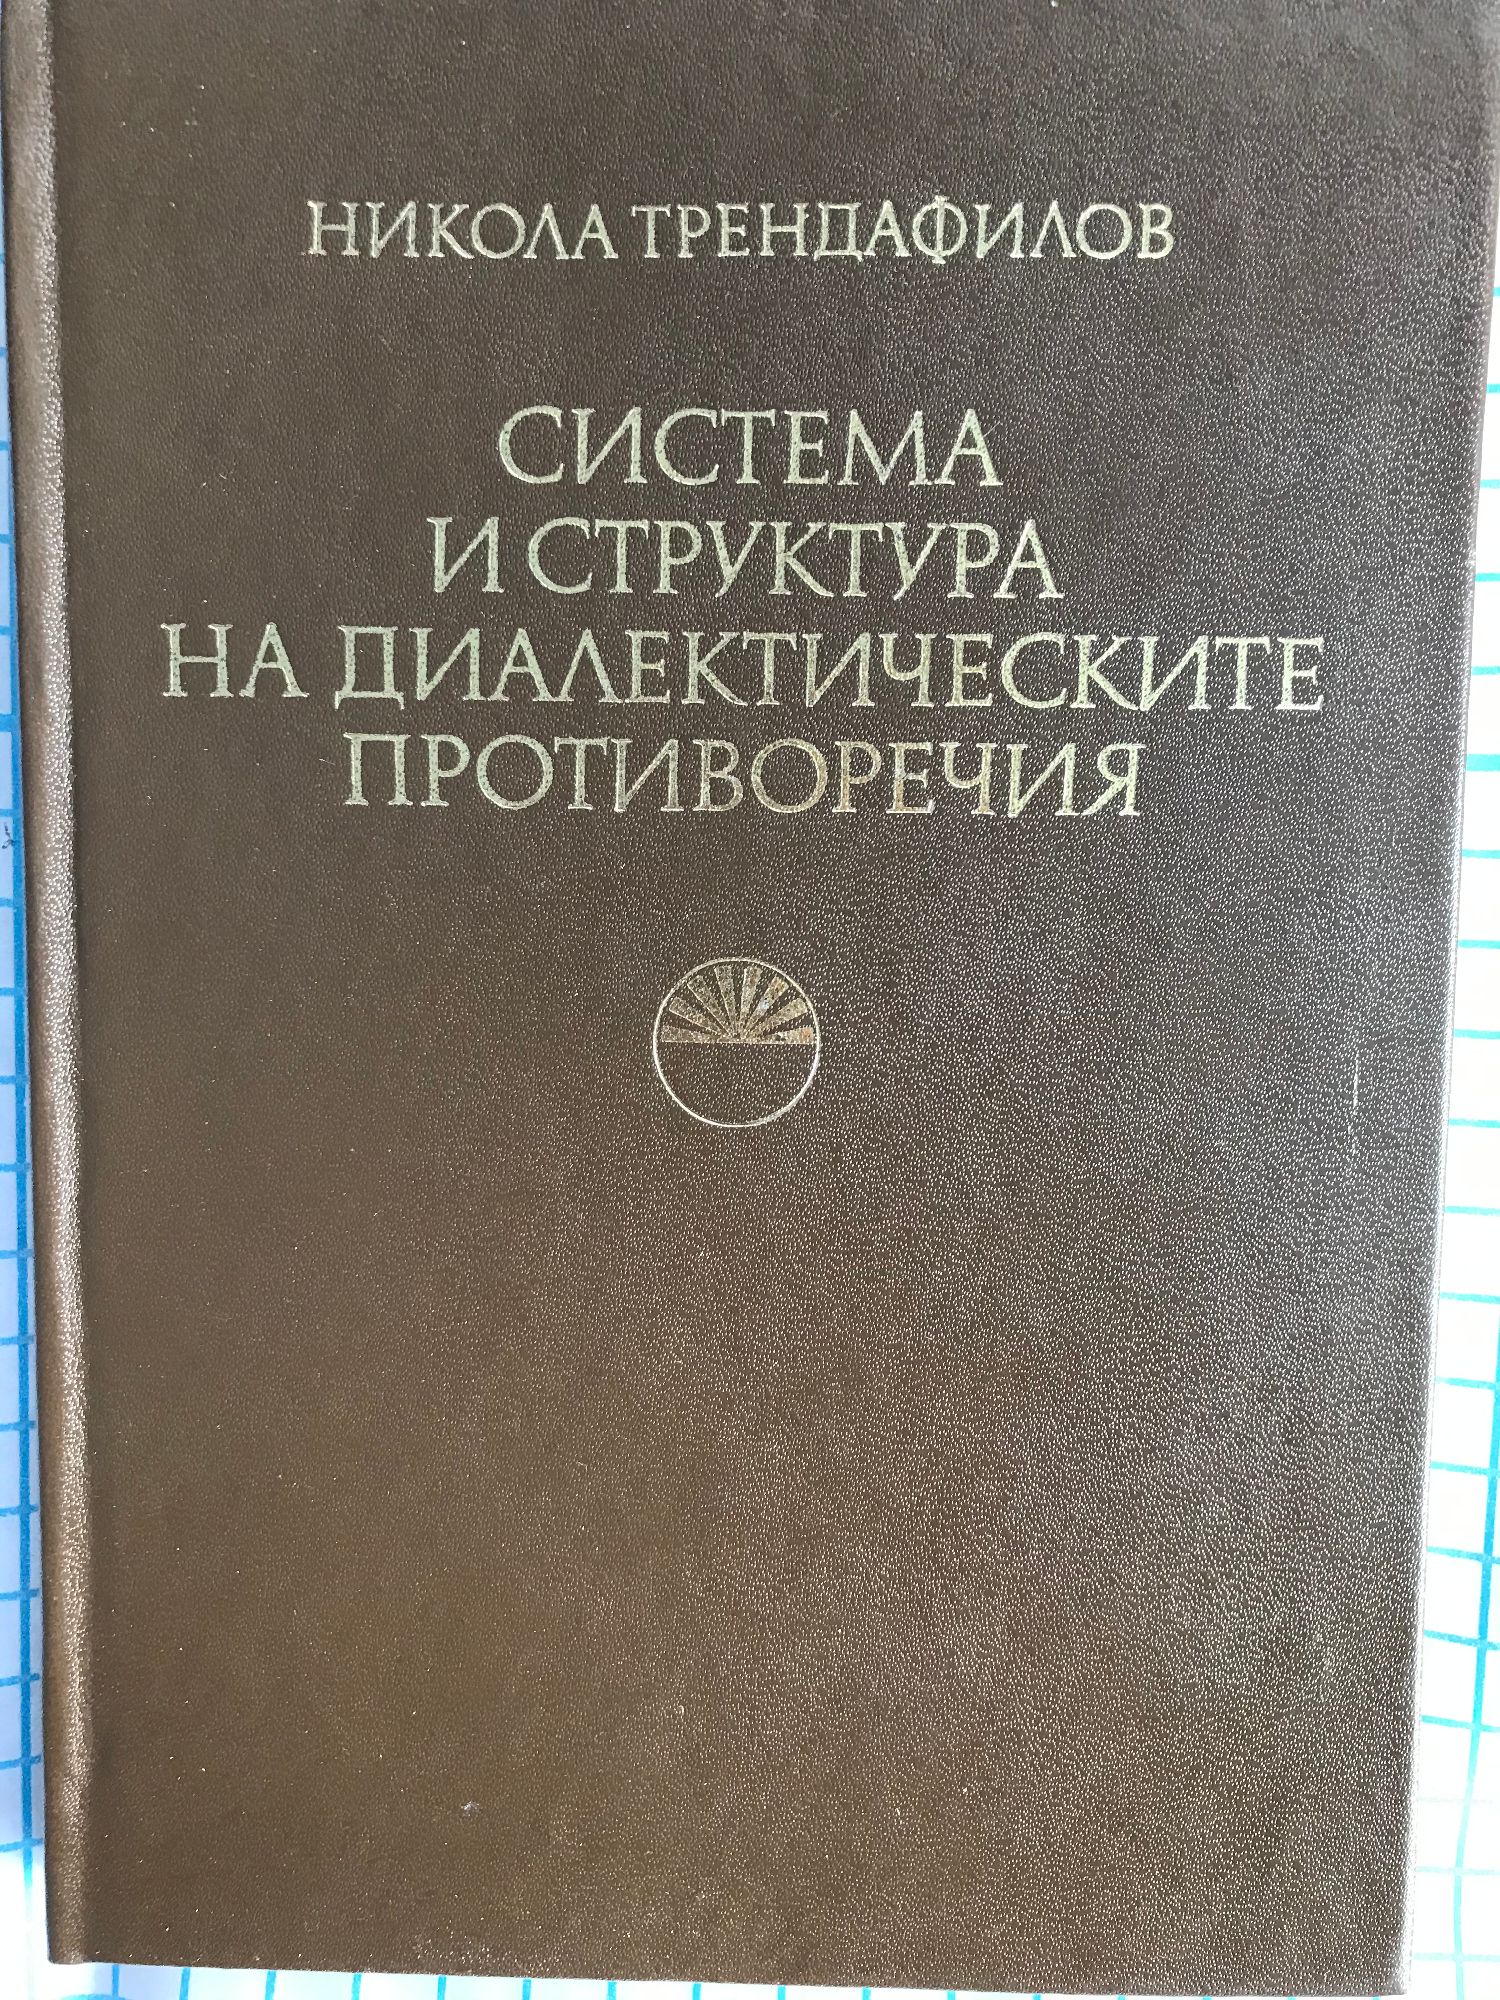 НИКОЛА ТРЕНДАФИЛОВ
СИСТЕМА
И СТРУКТУРА
НА ДИАЛЕКТИЧЕСКИТЕ
ПРОТИВОРЕЧИЯ